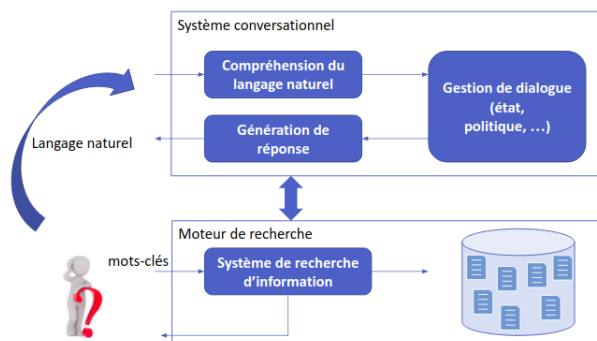 Système conversationnel
Compréhension du
langage naturel
Gestion de dialogue
(état,
politique, …)
Génération de
réponse
Langage naturel
Moteur de recherche
mots-clés
Système de recherche
d’information